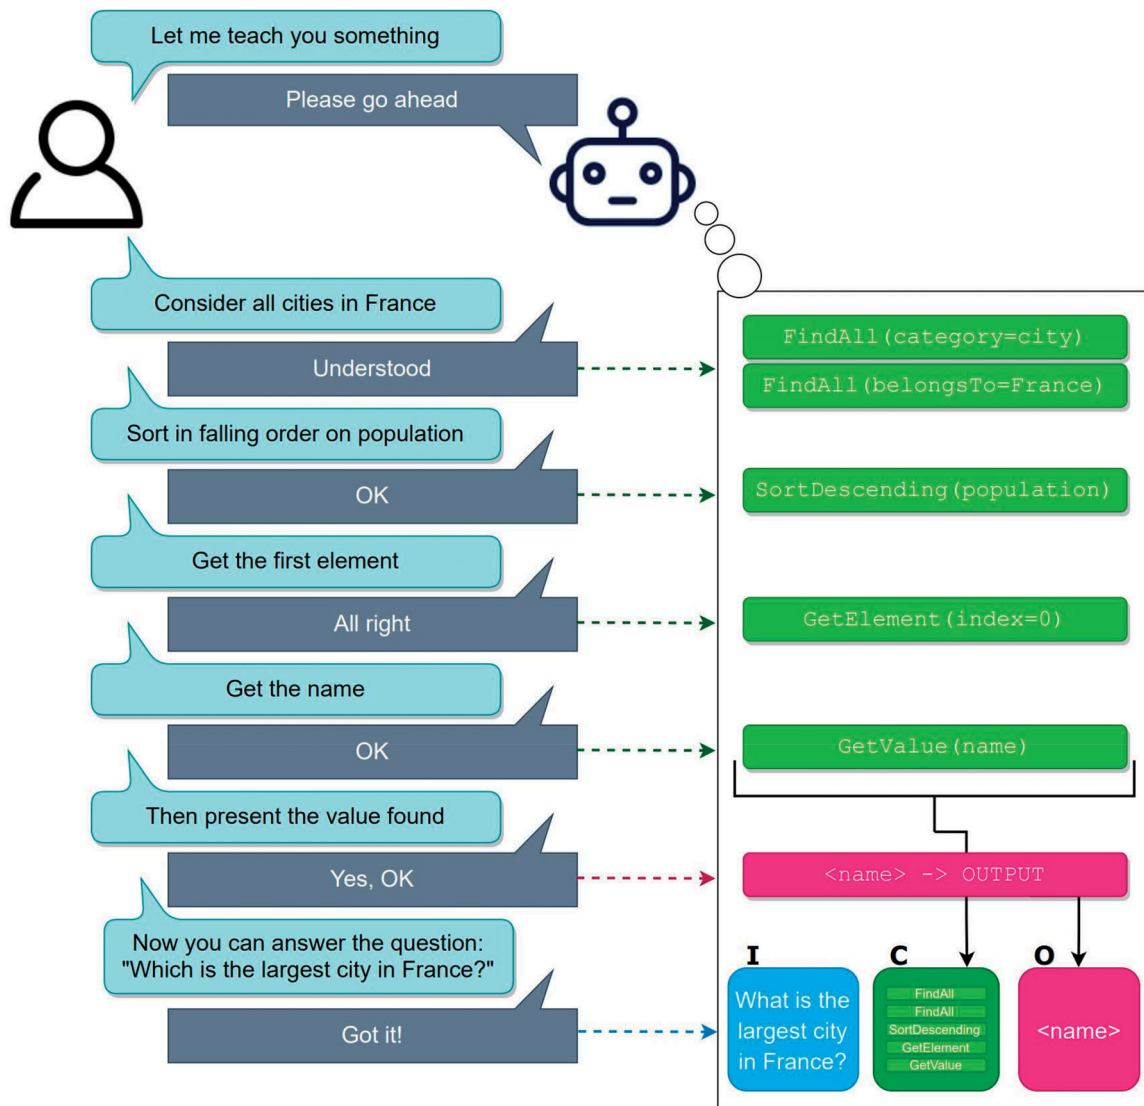 Let me teach you something
Please go ahead
Consider all cities in France
Understood
FindAll(category=city)
FindAll(belongsTo=France)
Sort in falling order on population
OK
SortDescending(population)
Get the first element
All right
GetElement(index=0)
Get the name
OK
GetValue(name)
Then present the value found
Yes, OK
<name> -> OUTPUT
Now you can answer the question:
"Which is the largest city in France?"
Got it!
I
What is the
largest city
in France?
C
FindAll
FindAll
SortDescending
GetElement
GetValue
O
<name>